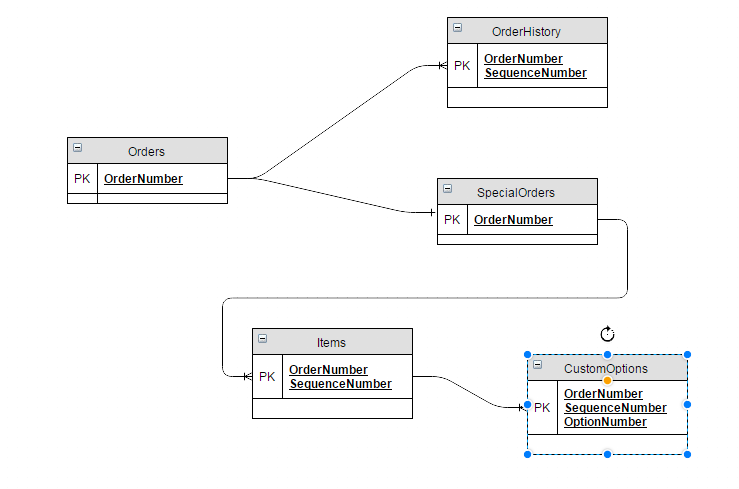 OrderHistory
PK
OrderNumber
SequenceNumber
Orders
PK
OrderNumber
SpecialOrders
PK
OrderNumber
Items
PK
OrderNumber
SequenceNumber
CustomOptions
PK
OrderNumber
SequenceNumber
OptionNumber